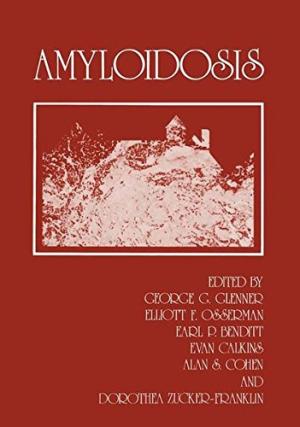 AMYLOIDOSIS
EDITED BY
GEORGE G. GLENNER
ELLIOTT F. OSSERMAN
EARL P. BENDITT
EVAN CALKINS
ALAN S. COHEN
AND
DOROTHEA ZUCKER-FRANKLIN